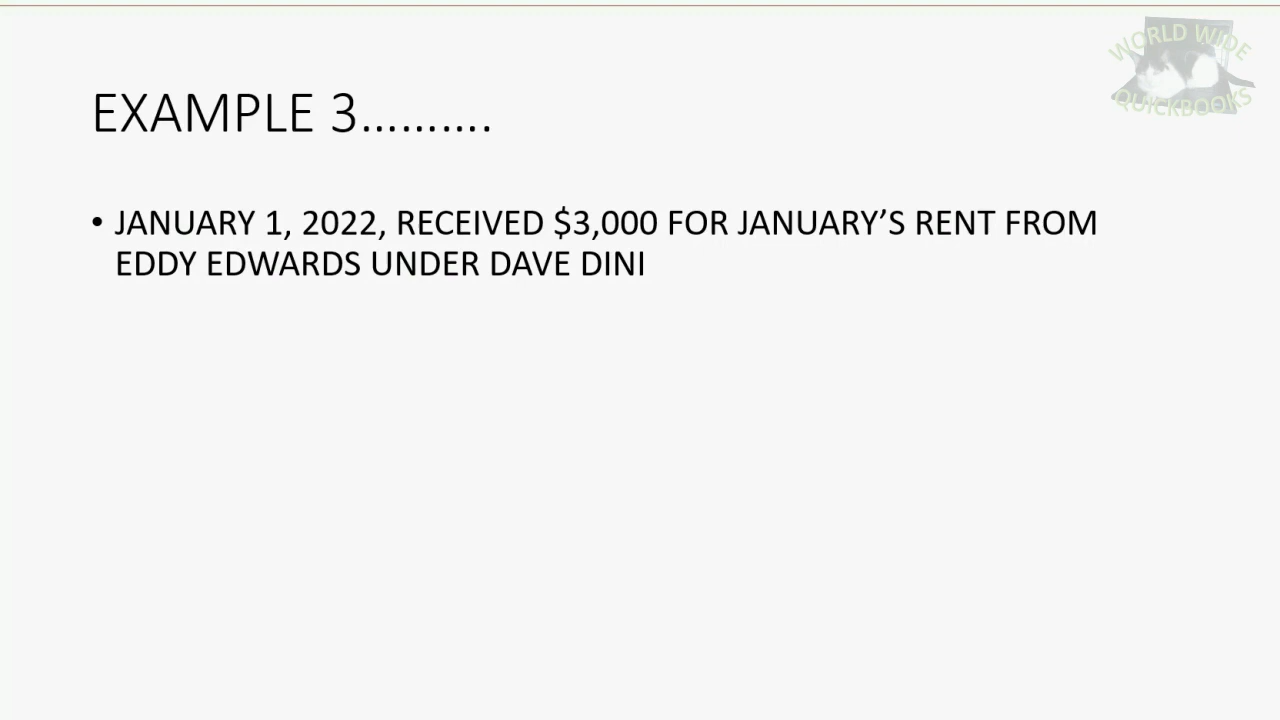 WORLD WIDE
QUICKBOOKS
EXAMPLE 3..........
• JANUARY 1, 2022, RECEIVED $3,000 FOR JANUARY’S RENT FROM
EDDY EDWARDS UNDER DAVE DINI